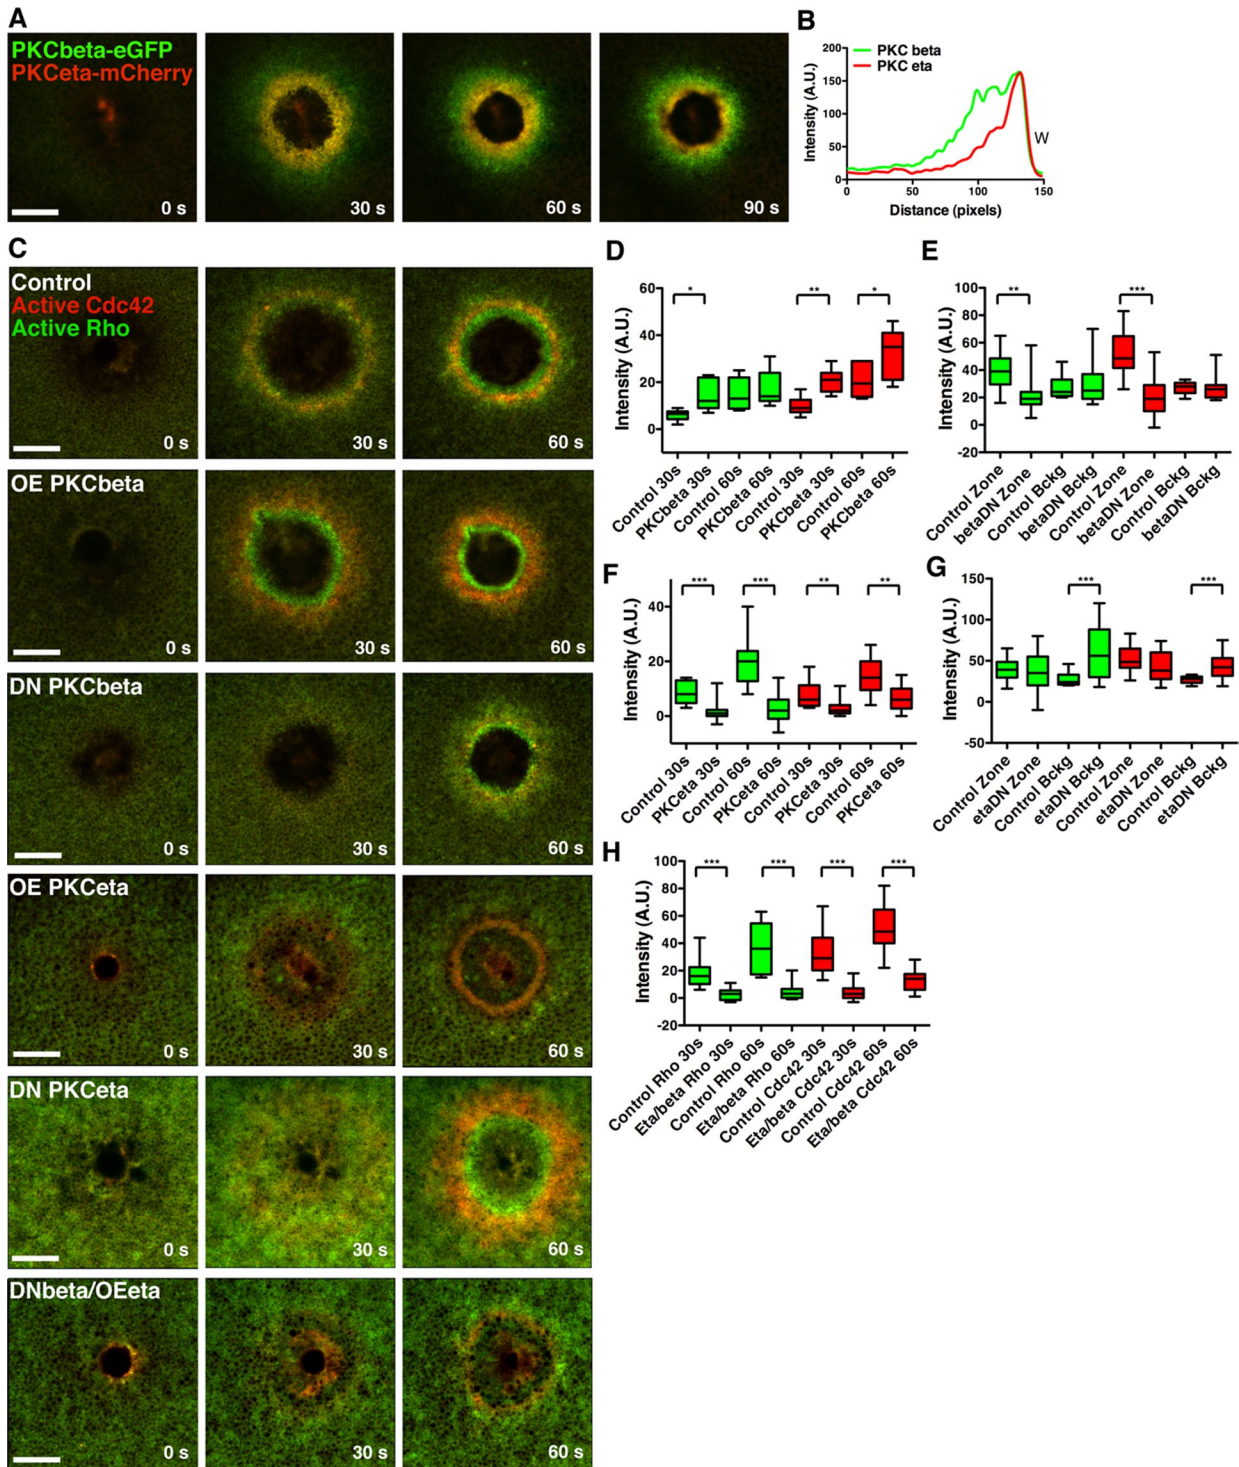 A
PKCbeta-eGFP
PKCeta-mCherry
0 s
30 s
60 s
90 s
B
PKC beta
PKC eta
200
150
100
50
0
Intensity (A.U.)
W
0 50 100 150
Distance (pixels)
C
Control
Active Cdc42
Active Rho
0 s
30 s
60 s
OE PKCbeta
0 s
30 s
60 s
DN PKCbeta
0 s
30 s
60 s
OE PKCeta
0 s
30 s
60 s
DN PKCeta
0 s
30 s
60 s
DNbeta/OEeta
0 s
30 s
60 s
D
60
40
20
0
Intensity (A.U.)
* ** *
Control 30s
PKCbeta 30s
Control 60s
PKCbeta 60s
Control 30s
PKCbeta 30s
Control 60s
PKCbeta 60s
E
100
80
60
40
20
0
-20
Intensity (A.U.)
** ***
Control Zone
betaDN Zone
Control Bckg
betaDN Bckg
Control Zone
betaDN Zone
Control Bckg
betaDN Bckg
F
40
20
0
Intensity (A.U.)
*** *** ** **
Control 30s
PKCeta 30s
Control 60s
PKCeta 60s
Control 30s
PKCeta 30s
Control 60s
PKCeta 60s
G
150
100
50
0
-50
Intensity (A.U.)
*** ***
Control Zone
etaDN Zone
Control Bckg
etaDN Bckg
Control Zone
etaDN Zone
Control Bckg
etaDN Bckg
H
100
80
60
40
20
0
-20
Intensity (A.U.)
*** *** *** ***
Control Rho 30s
Eta/beta Rho 30s
Control Rho 60s
Eta/beta Rho 60s
Control Cdc42 30s
Eta/beta Cdc42 30s
Control Cdc42 60s
Eta/beta Cdc42 60s